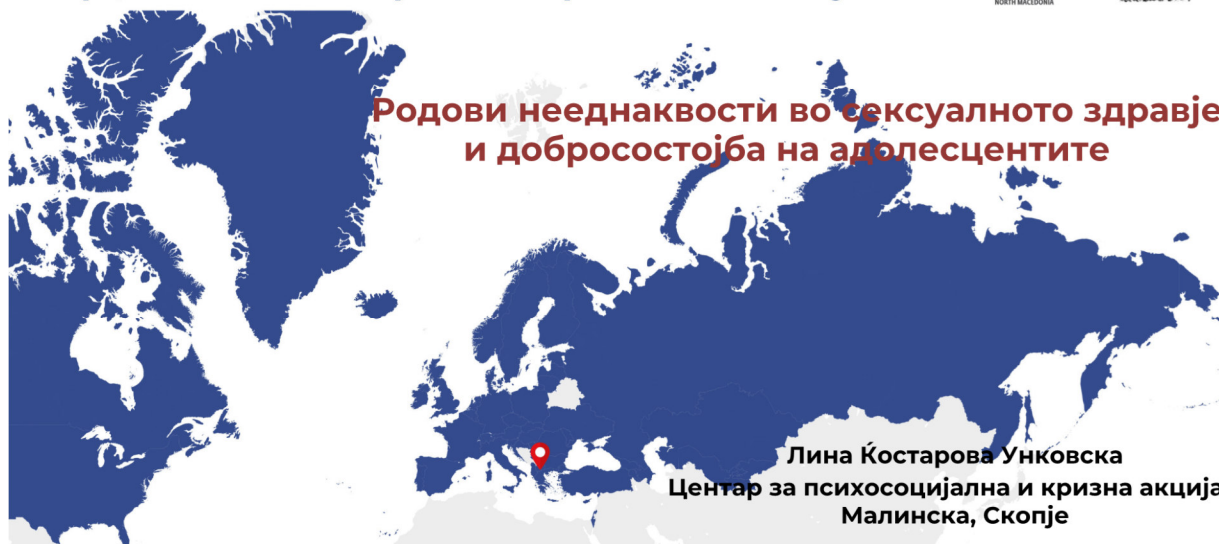 NORTH MACEDONIA
Родови нееднаквости во сексуалното здравје
и добросостојба на адолесцентите
Лина Ќостарова Унковска
Центар за психосоцијална и кризна акција
Малинска, Скопје